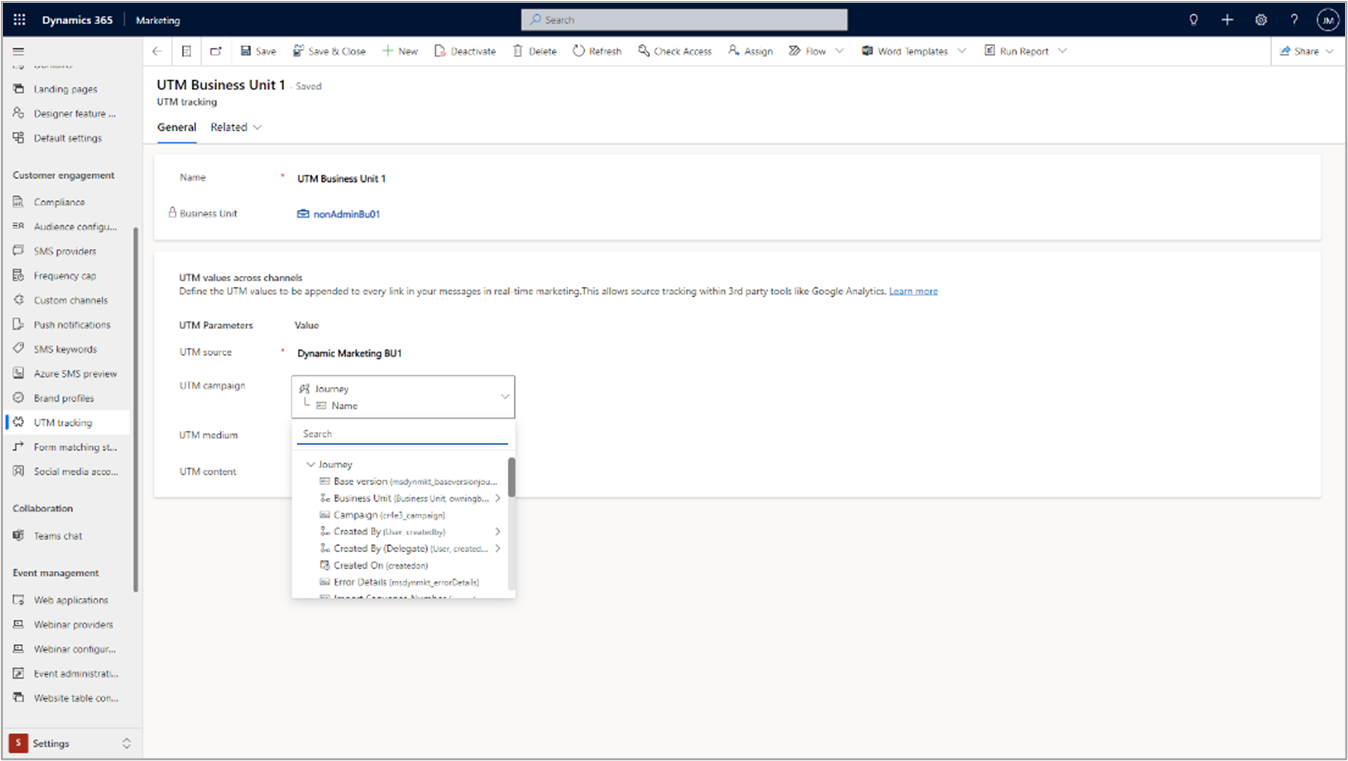 Dynamics 365 Marketing Search JM
Save Save & Close New Deactivate Delete Refresh Check Access Assign Flow Word Templates Run Report Share
Landing pages
Designer feature ...
Default settings
Customer engagement
Compliance
Audience configu...
SMS providers
Frequency cap
Custom channels
Push notifications
SMS keywords
Azure SMS preview
Brand profiles
UTM tracking
Form matching st...
Social media acco...
Collaboration
Teams chat
Event management
Web applications
Webinar providers
Webinar configur...
Event administrati...
Website table con...
S Settings
UTM Business Unit 1 - Saved
UTM tracking
General Related
Name * UTM Business Unit 1
Business Unit nonAdminBu01
UTM values across channels
Define the UTM values to be appended to every link in your messages in real-time marketing.This allows source tracking within 3rd party tools like Google Analytics. Learn more
UTM Parameters Value
UTM source * Dynamic Marketing BU1
UTM campaign Journey
Name
UTM medium
UTM content
Search
Journey
Base version (msdynmkt_baseversionjou...
Business Unit (Business Unit, owningb...
Campaign (cr4e3_campaign)
Created By (User, createdby)
Created By (Delegate) (User, created...
Created On (createdon)
Error Details (msdynmkt_errorDetails)
Import Sequence Number